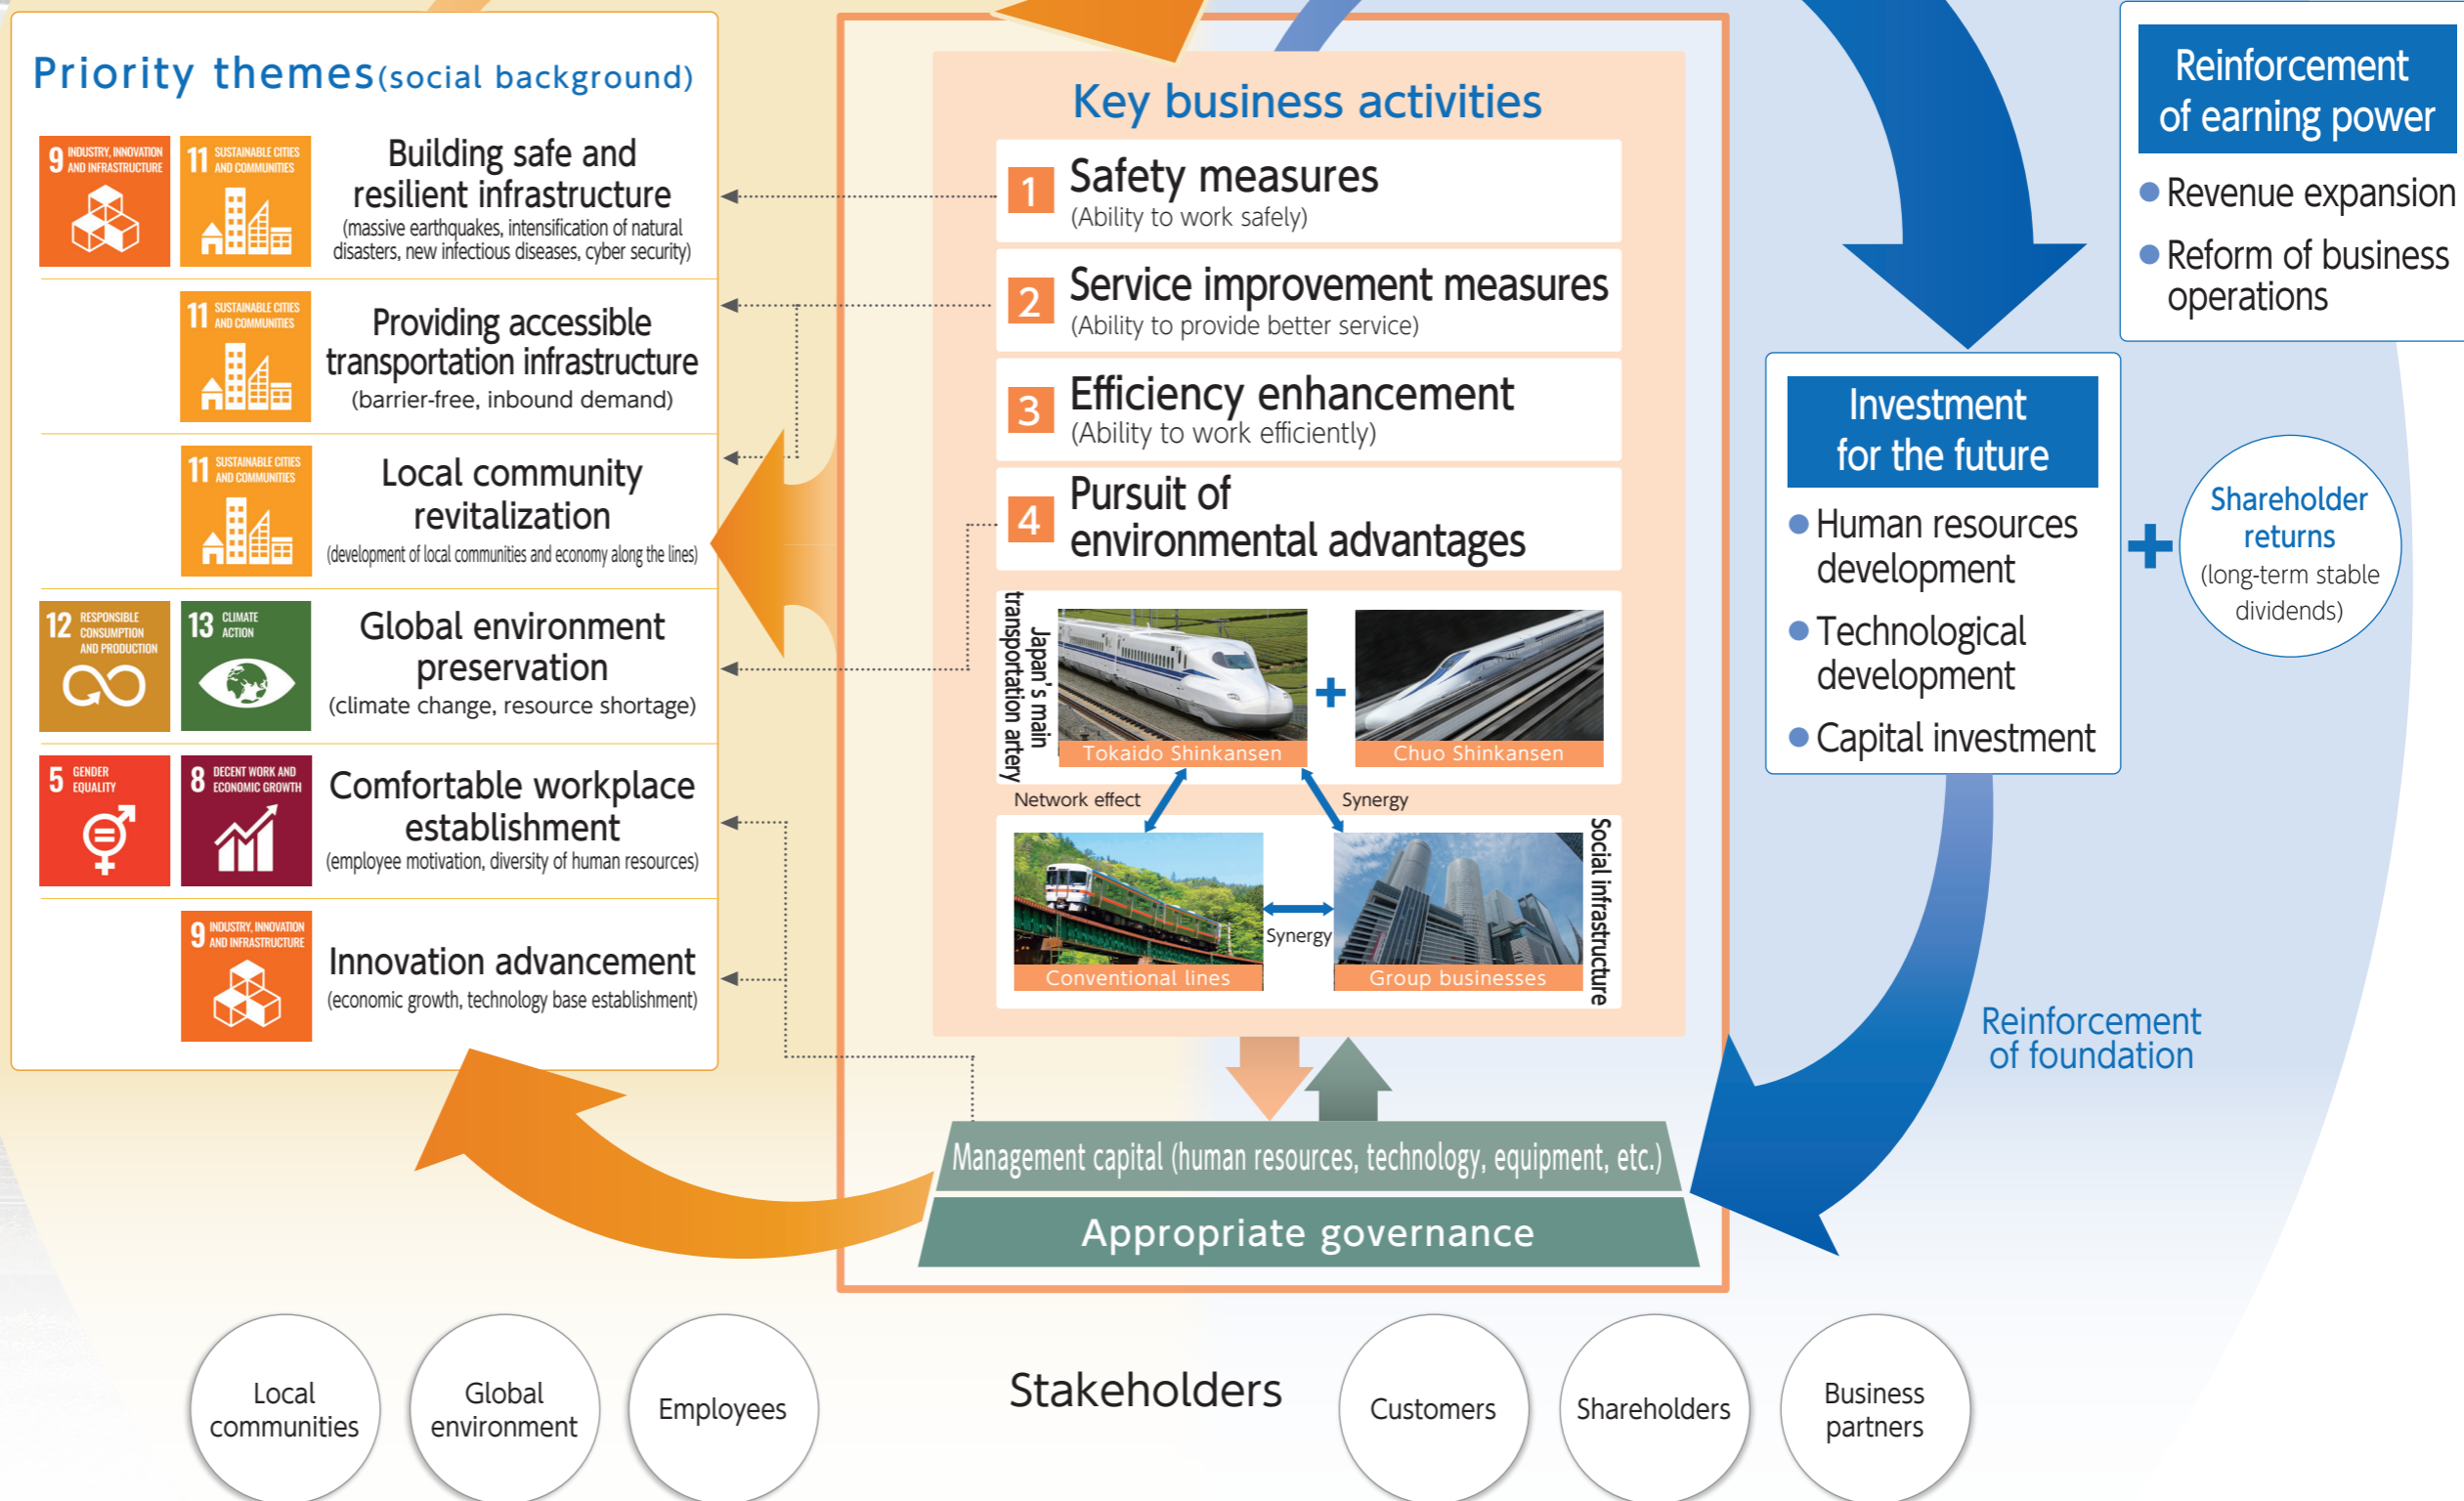 Priority themes(social background)
9 INDUSTRY, INNOVATION
AND INFRASTRUCTURE
11 SUSTAINABLE CITIES
AND COMMUNITIES
Building safe and
resilient infrastructure
(massive earthquakes, intensification of natural
disasters, new infectious diseases, cyber security)
11 SUSTAINABLE CITIES
AND COMMUNITIES
Providing accessible
transportation infrastructure
(barrier-free, inbound demand)
11 SUSTAINABLE CITIES
AND COMMUNITIES
Local community
revitalization
(development of local communities and economy along the lines)
12 RESPONSIBLE
CONSUMPTION
AND PRODUCTION
13 CLIMATE
ACTION
Global environment
preservation
(climate change, resource shortage)
5 GENDER
EQUALITY
8 DECENT WORK AND
ECONOMIC GROWTH
Comfortable workplace
establishment
(employee motivation, diversity of human resources)
9 INDUSTRY, INNOVATION
AND INFRASTRUCTURE
Innovation advancement
(economic growth, technology base establishment)
Key business activities
1 Safety measures
(Ability to work safely)
2 Service improvement measures
(Ability to provide better service)
3 Efficiency enhancement
(Ability to work efficiently)
4 Pursuit of
environmental advantages
Japan's main
transportation artery
Tokaido Shinkansen
+
Chuo Shinkansen
Network effect
Synergy
Conventional lines
Synergy
Group businesses
Social infrastructure
Management capital (human resources, technology, equipment, etc.)
Appropriate governance
Reinforcement
of earning power
● Revenue expansion
● Reform of business
operations
Investment
for the future
● Human resources
development
● Technological
development
● Capital investment
+
Shareholder
returns
(long-term stable
dividends)
Reinforcement
of foundation
Local
communities
Global
environment
Employees
Stakeholders
Customers
Shareholders
Business
partners